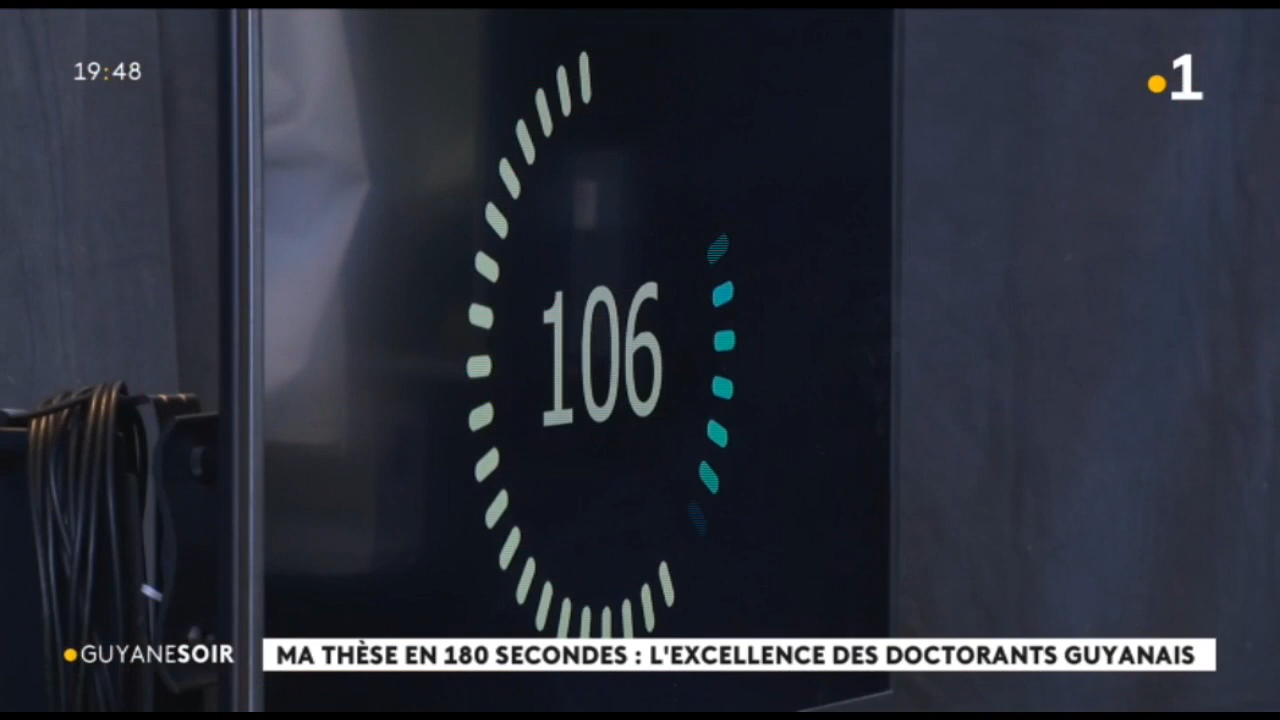 19:48
1
106
GUYANESOIR
MA THÈSE EN 180 SECONDES : L'EXCELLENCE DES DOCTORANTS GUYANAIS